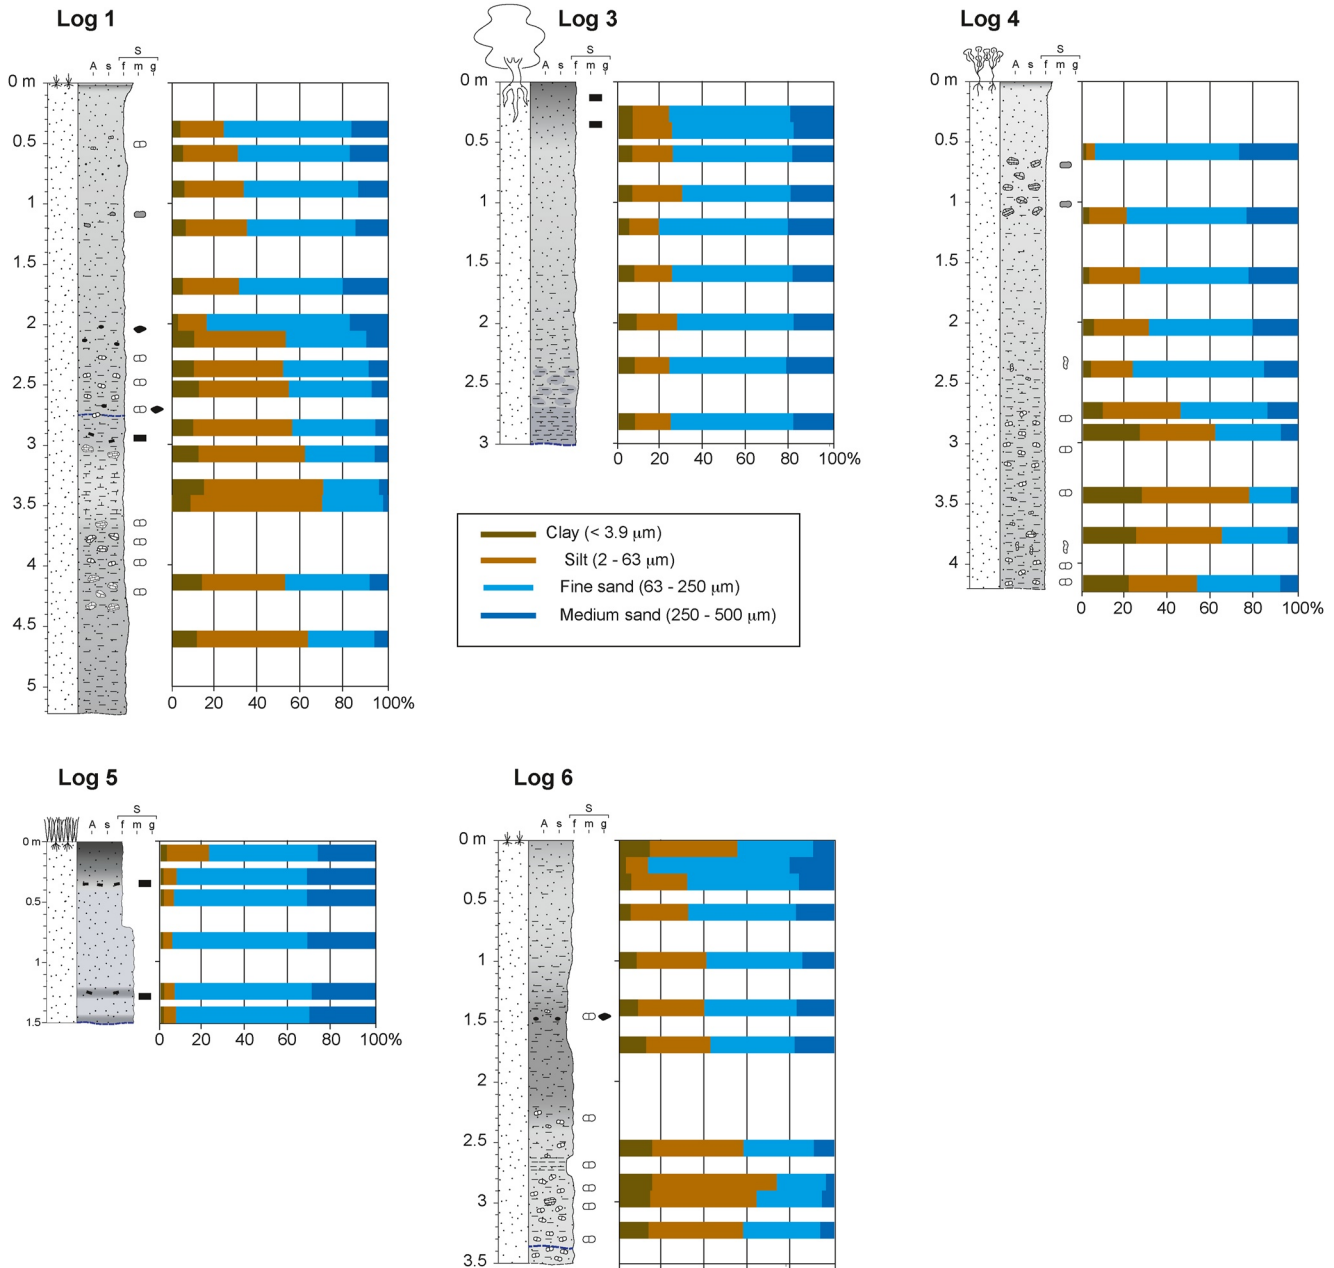 Log 1
Log 3
Log 4
S
A s f m g
0 m
0.5
1
1.5
2
2.5
3
3.5
4
4.5
5
0 20 40 60 80 100%
S
A s f m g
0 m
0.5
1
1.5
2
2.5
3
0 20 40 60 80 100%
S
A s f m g
0 m
0.5
1
1.5
2
2.5
3
3.5
4
0 20 40 60 80 100%
Clay (< 3.9 μm)
Silt (2 - 63 μm)
Fine sand (63 - 250 μm)
Medium sand (250 - 500 μm)
Log 5
Log 6
S
A s f m g
0 m
0.5
1
1.5
0 20 40 60 80 100%
S
A s f m g
0 m
0.5
1
1.5
2
2.5
3
3.5